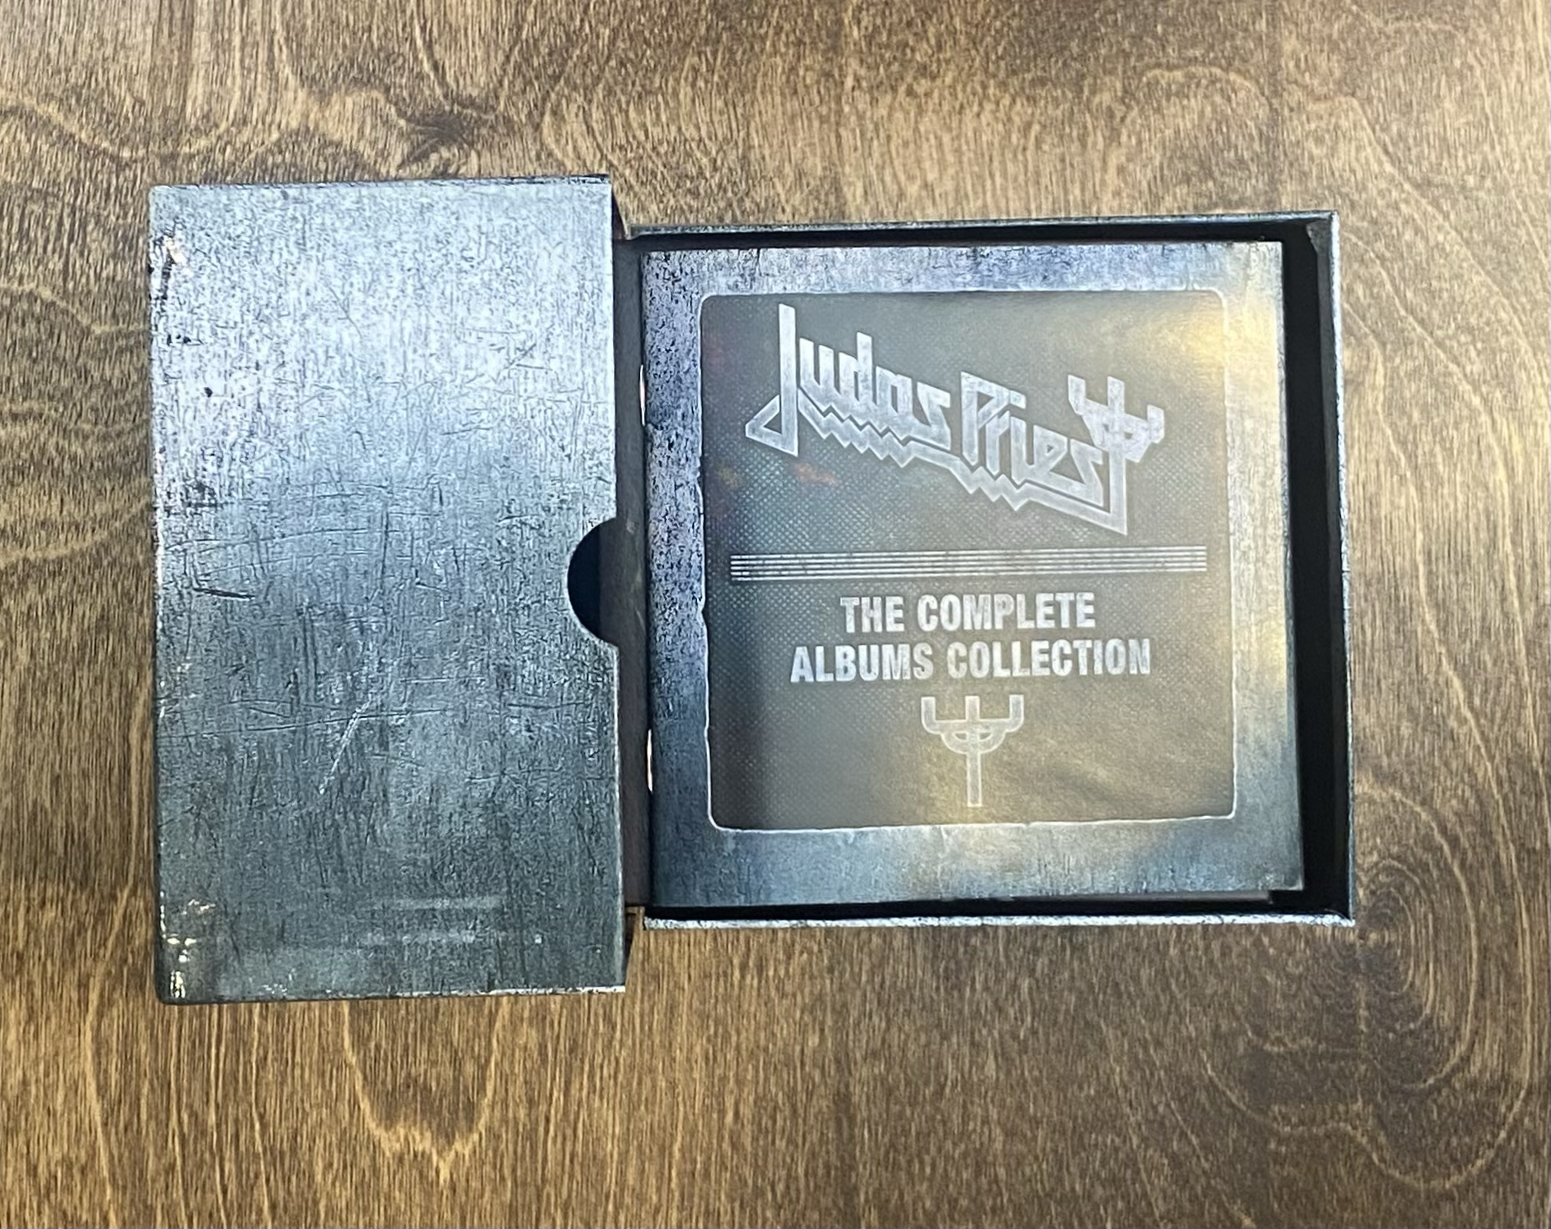 Judas Priest
THE COMPLETE
ALBUMS COLLECTION